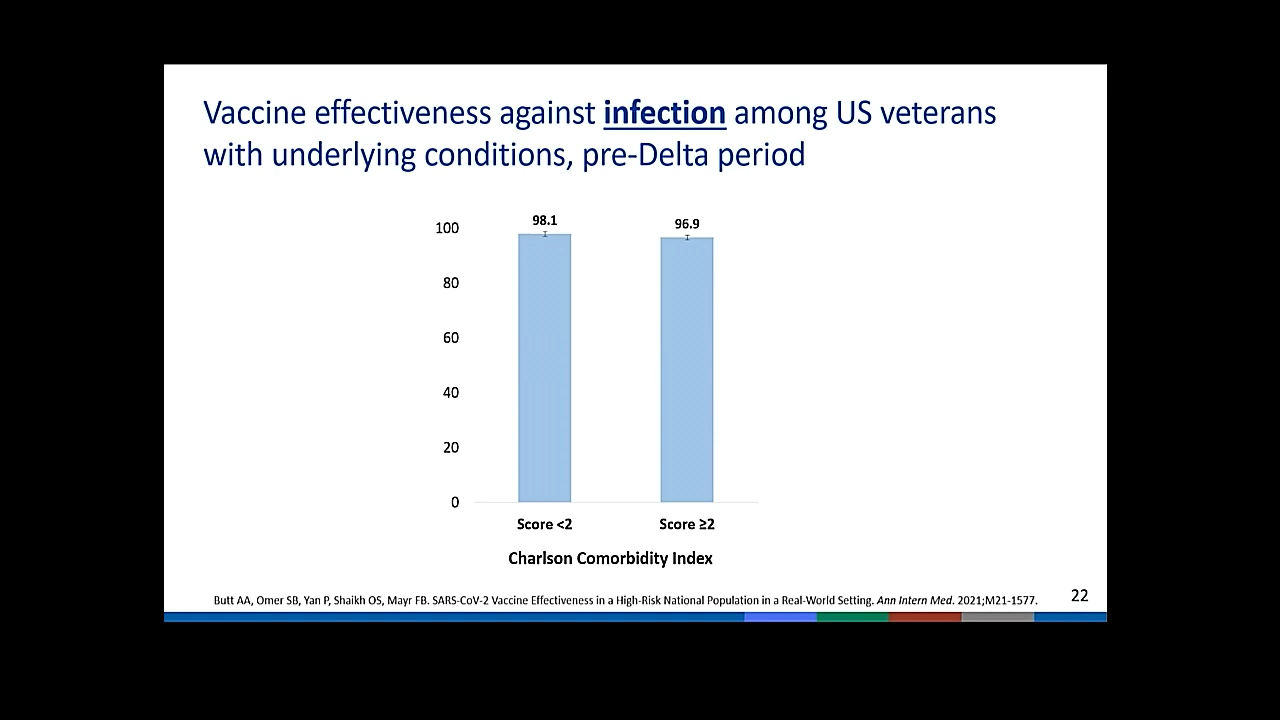 Vaccine effectiveness against infection among US veterans
with underlying conditions, pre-Delta period
98.1
96.9
100
80
60
40
20
0
Score <2
Score ≥2
Charlson Comorbidity Index
Butt AA, Omer SB, Yan P, Shaikh OS, Mayr FB. SARS-CoV-2 Vaccine Effectiveness in a High-Risk National Population in a Real-World Setting. Ann Intern Med. 2021;M21-1577.
22